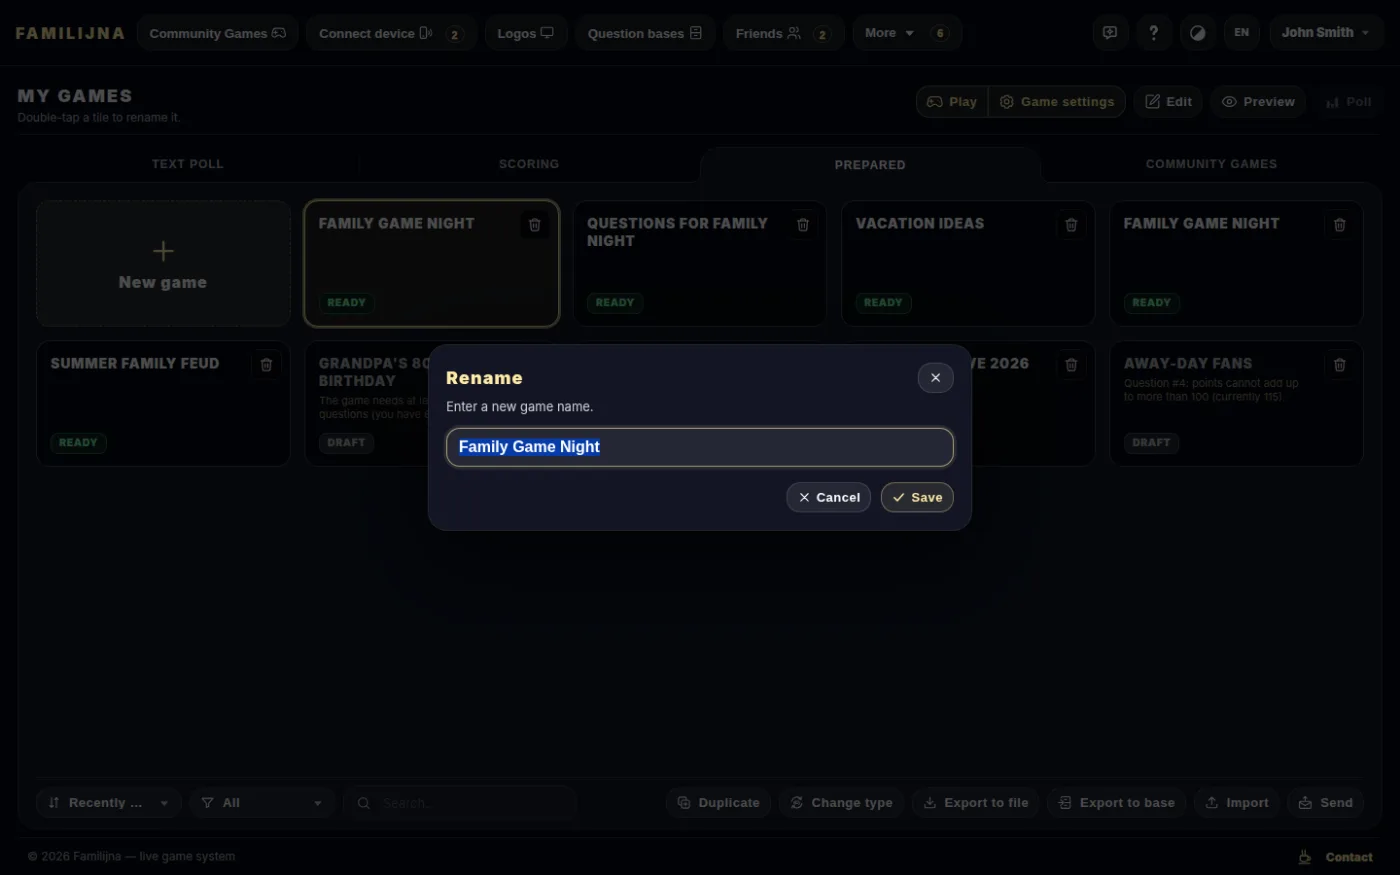 FAMILIJNA
Community Games
Connect device 2
Logos
Question bases
Friends 2
More 6
?
EN
John Smith
MY GAMES
Double-tap a tile to rename it.
Play
Game settings
Edit
Preview
Poll
TEXT POLL
SCORING
PREPARED
COMMUNITY GAMES
New game
FAMILY GAME NIGHT
READY
QUESTIONS FOR FAMILY
NIGHT
READY
VACATION IDEAS
READY
FAMILY GAME NIGHT
READY
SUMMER FAMILY FEUD
READY
GRANDPA'S 80
BIRTHDAY
The game needs at
questions (you have
DRAFT
2026
AWAY-DAY FANS
Question #4: points cannot add up
to more than 100 (currently 115).
DRAFT
Rename
Enter a new game name.
Family Game Night
Cancel
Save
Recently ...
All
Search..
Duplicate
Change type
Export to file
Export to base
Import
Send
© 2026 Familijna — live game system
Contact